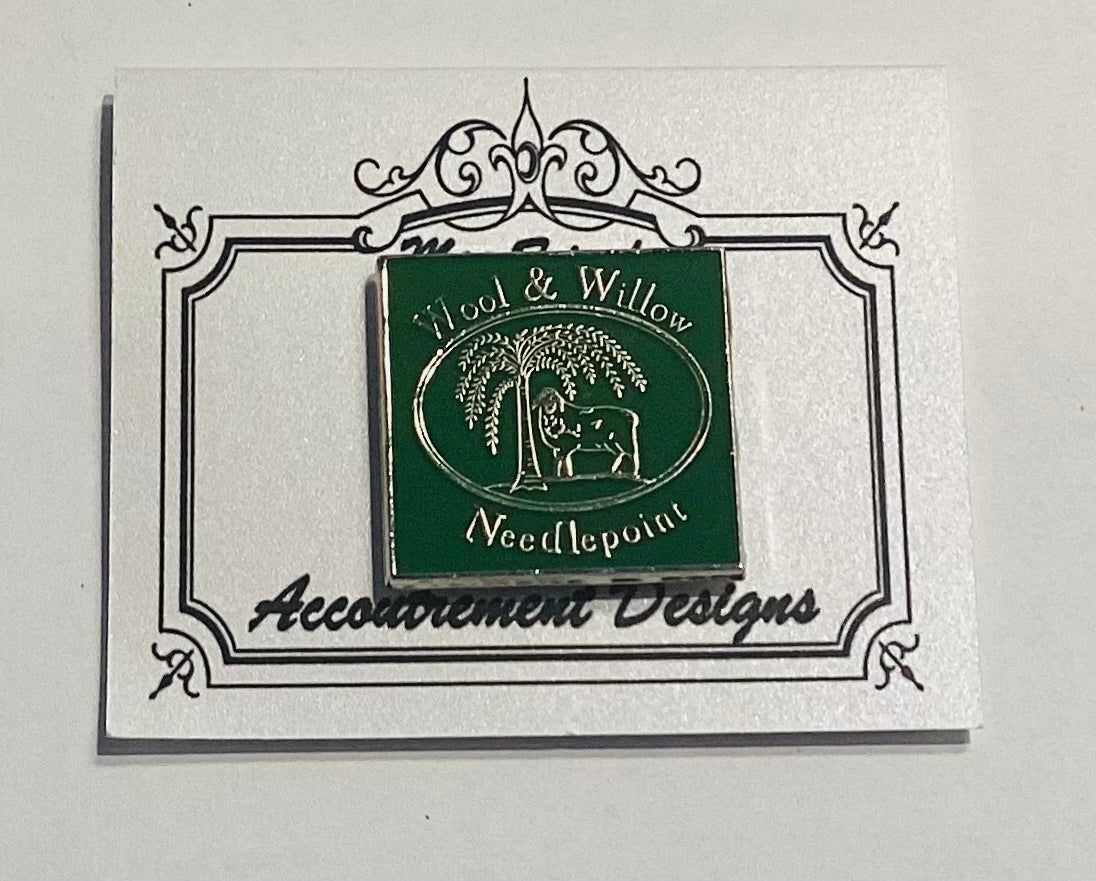 Wool & Willow
Needlepoint
Accoutrement Designs